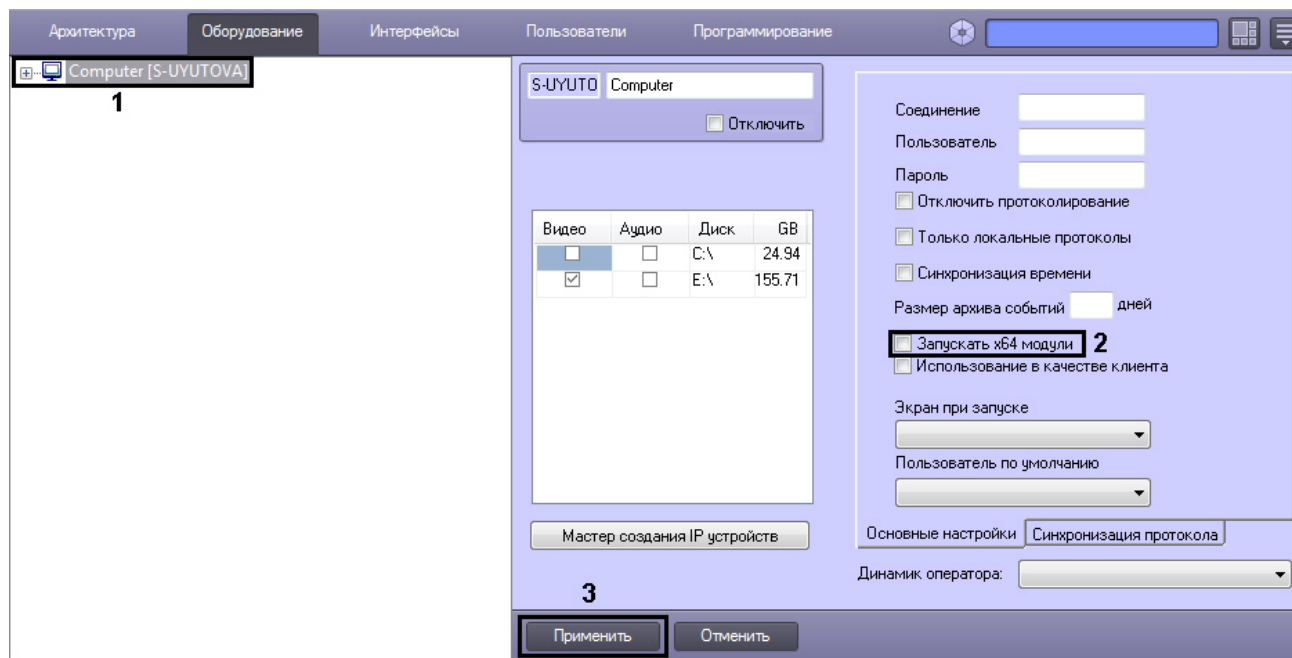 Архитектура Оборудование Интерфейсы Пользователи Программирование
Computer [S-UYUTOVA]
1
S-UYUTO Computer
Отключить
Видео Аудио Диск GB
C:\ 24.94
E:\ 155.71
Мастер создания IP устройств
Соединение
Пользователь
Пароль
Отключить протоколирование
Только локальные протоколы
Синхронизация времени
Размер архива событий дней
Запускать x64 модули 2
Использование в качестве клиента
Экран при запуске
Пользователь по умолчанию
Основные настройки Синхронизация протокола
Динамик оператора:
3
Применить Отменить